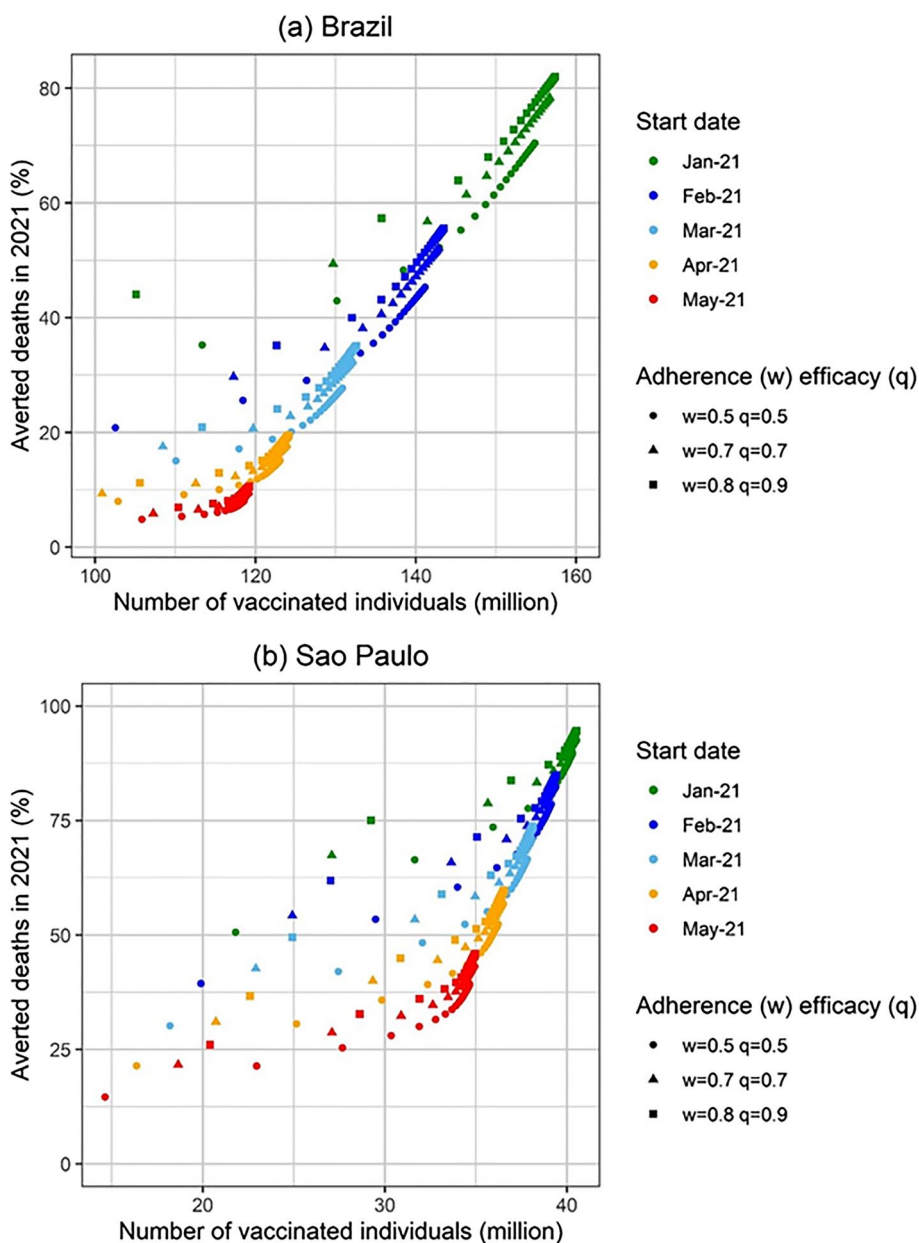 (a) Brazil
Averted deaths in 2021 (%)
80
60
40
20
0
100 120 140 160
Number of vaccinated individuals (million)
Start date
Jan-21
Feb-21
Mar-21
Apr-21
May-21
Adherence (w) efficacy (q)
w=0.5 q=0.5
w=0.7 q=0.7
w=0.8 q=0.9
(b) Sao Paulo
Averted deaths in 2021 (%)
100
75
50
25
0
20 30 40
Number of vaccinated individuals (million)
Start date
Jan-21
Feb-21
Mar-21
Apr-21
May-21
Adherence (w) efficacy (q)
w=0.5 q=0.5
w=0.7 q=0.7
w=0.8 q=0.9